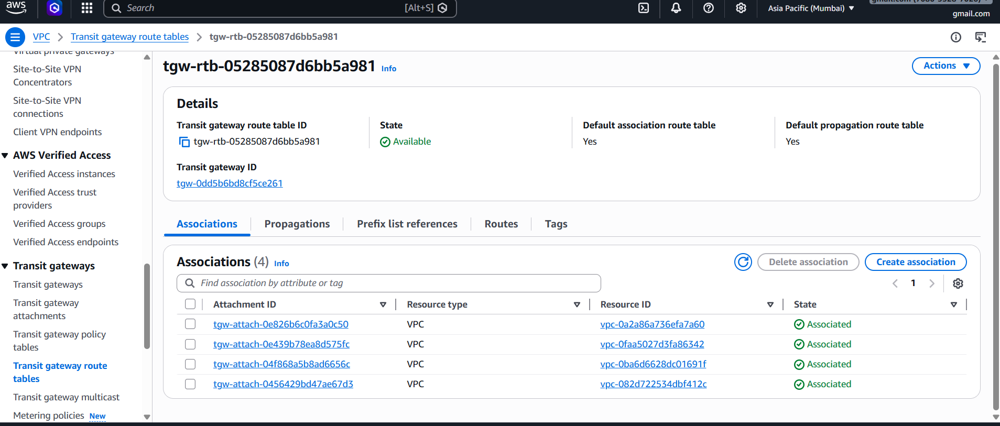 aws
Search
[Alt+S]
Asia Pacific (Mumbai)
gmail.com
VPC
Transit gateway route tables
tgw-rtb-05285087d6bb5a981
Virtual private gateways
Site-to-Site VPN
Concentrators
Site-to-Site VPN
connections
Client VPN endpoints
AWS Verified Access
Verified Access instances
Verified Access trust
providers
Verified Access groups
Verified Access endpoints
Transit gateways
Transit gateways
Transit gateway
attachments
Transit gateway policy
tables
Transit gateway route
tables
Transit gateway multicast
Metering policies New
tgw-rtb-05285087d6bb5a981 Info
Actions
Details
Transit gateway route table ID
tgw-rtb-05285087d6bb5a981
State
Available
Default association route table
Yes
Default propagation route table
Yes
Transit gateway ID
tgw-0dd5b6bd8cf5ce261
Associations
Propagations
Prefix list references
Routes
Tags
Associations (4) Info
Delete association
Create association
Find association by attribute or tag
1
Attachment ID Resource type Resource ID State
tgw-attach-0e826b6c0fa3a0c50 VPC vpc-0a2a86a736efa7a60 Associated
tgw-attach-0e439b78ea8d575fc VPC vpc-0faa5027d3fa86342 Associated
tgw-attach-04f868a5b8ad6656c VPC vpc-0ba6d6628dc01691f Associated
tgw-attach-0456429bd47ae67d3 VPC vpc-082d722534dbf412c Associated